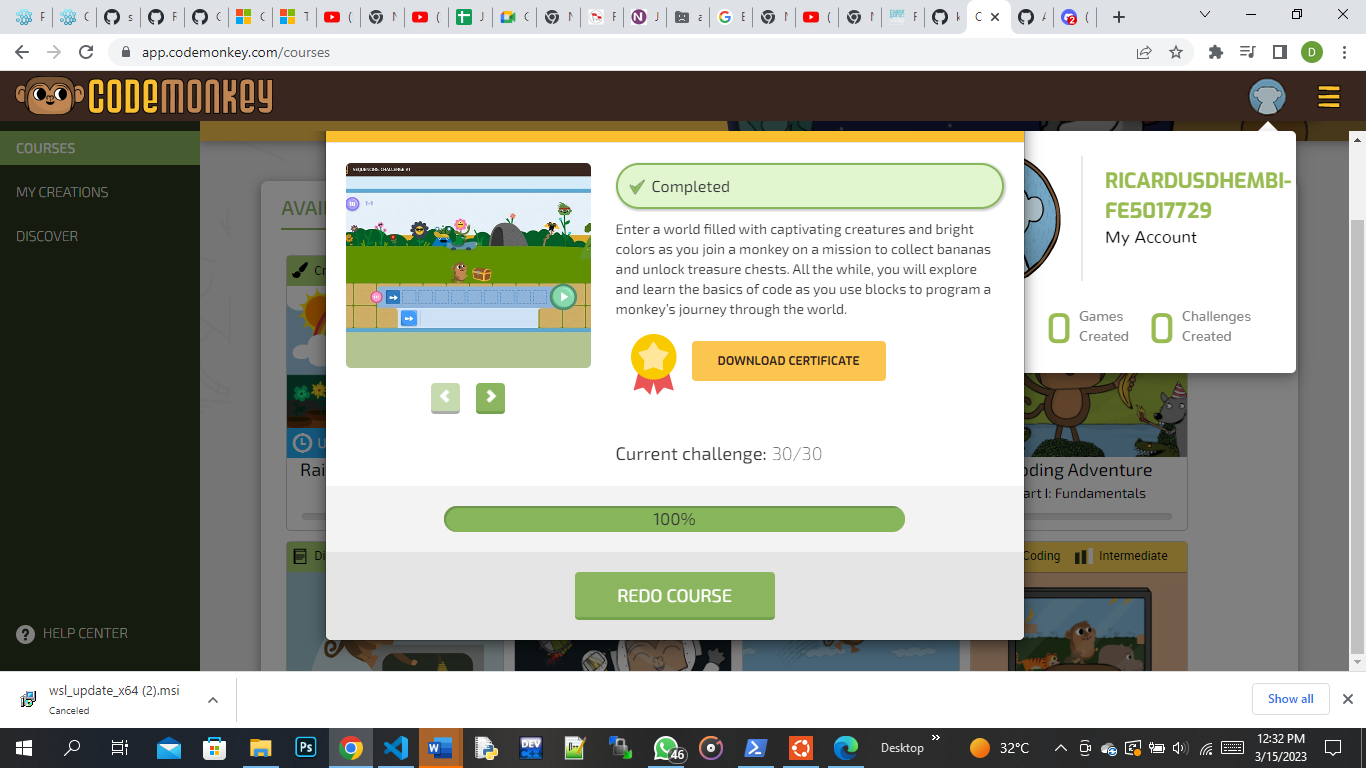 app.codemonkey.com/courses
D
CODEMONKEY
COURSES
MY CREATIONS
DISCOVER
HELP CENTER
SEQUENCING CHALLENGE #1
1-1
Completed
Enter a world filled with captivating creatures and bright
colors as you join a monkey on a mission to collect bananas
and unlock treasure chests. All the while, you will explore
and learn the basics of code as you use blocks to program a
monkey's journey through the world.
DOWNLOAD CERTIFICATE
Current challenge: 30/30
100%
REDO COURSE
RICARDUSDHEMBI-
FE5017729
My Account
0 Games
Created
0 Challenges
Created
AVAI
Rai
ding Adventure
art I: Fundamentals
Coding Intermediate
wsl_update_x64 (2).msi
Canceled
Show all
46
Desktop
32°C
12:32 PM
3/15/2023